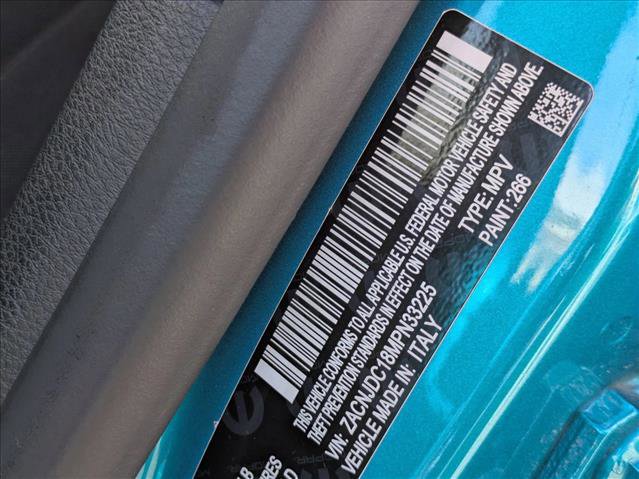 THIS VEHICLE CONFORMS TO ALL APPLICABLE U.S. FEDERAL MOTOR VEHICLE SAFETY AND
THEFT PREVENTION STANDARDS IN EFFECT ON THE DATE OF MANUFACTURE SHOWN ABOVE
VIN: ZACNJDC18MPN33225 TYPE: MPV
VEHICLE MADE IN: ITALY PAINT: 266